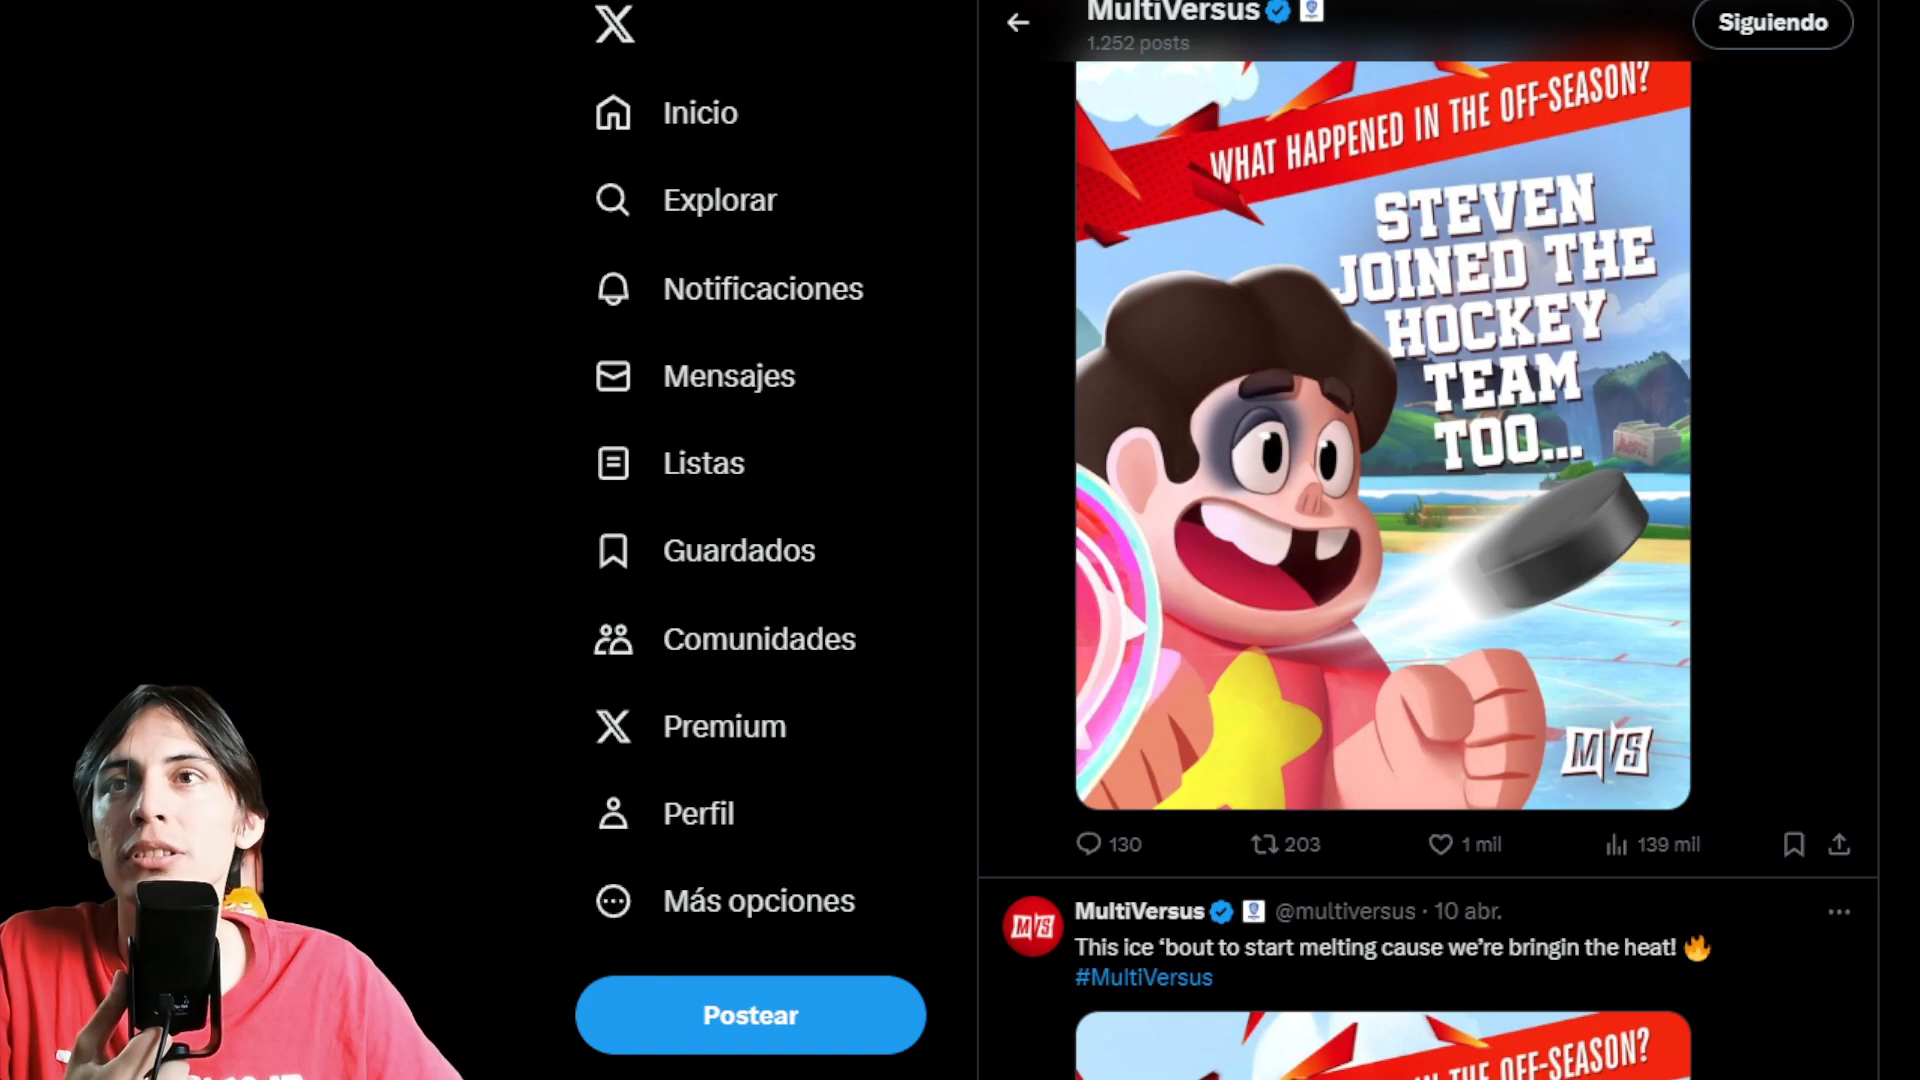 Inicio
Explorar
Notificaciones
Mensajes
Listas
Guardados
Comunidades
Premium
Perfil
Más opciones
Postear
MultiVersus
1.252 posts
Siguiendo
WHAT HAPPENED IN THE OFF-SEASON?
STEVEN
JOINED THE
HOCKEY
TEAM
TOO...
M/S
130
203
1 mil
139 mil
M/S
MultiVersus @multiversus · 10 abr.
This ice ‘bout to start melting cause we’re bringin the heat! 🔥
#MultiVersus
IN THE OFF-SEASON?